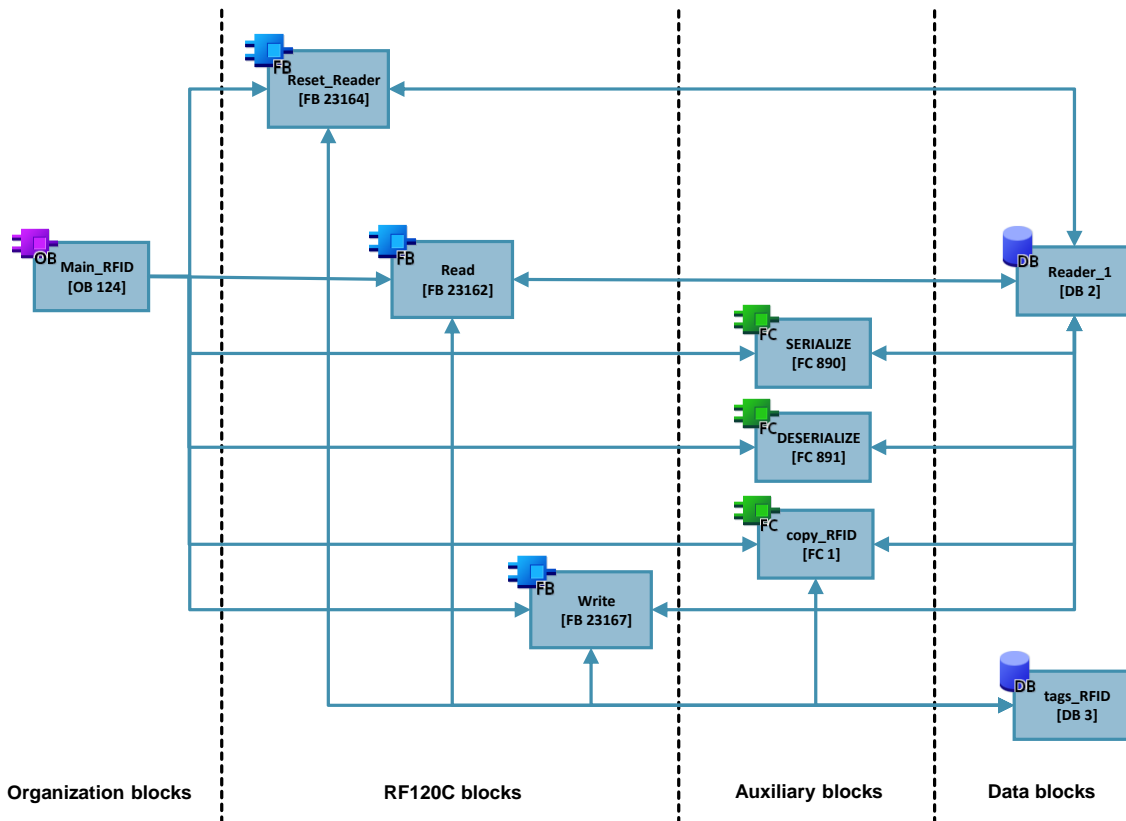 FB
Reset_Reader
[FB 23164]
OB
Main_RFID
[OB 124]
FB
Read
[FB 23162]
DB
Reader_1
[DB 2]
FC
SERIALIZE
[FC 890]
FC
DESERIALIZE
[FC 891]
FC
copy_RFID
[FC 1]
FB
Write
[FB 23167]
DB
tags_RFID
[DB 3]
Organization blocks
RF120C blocks
Auxiliary blocks
Data blocks